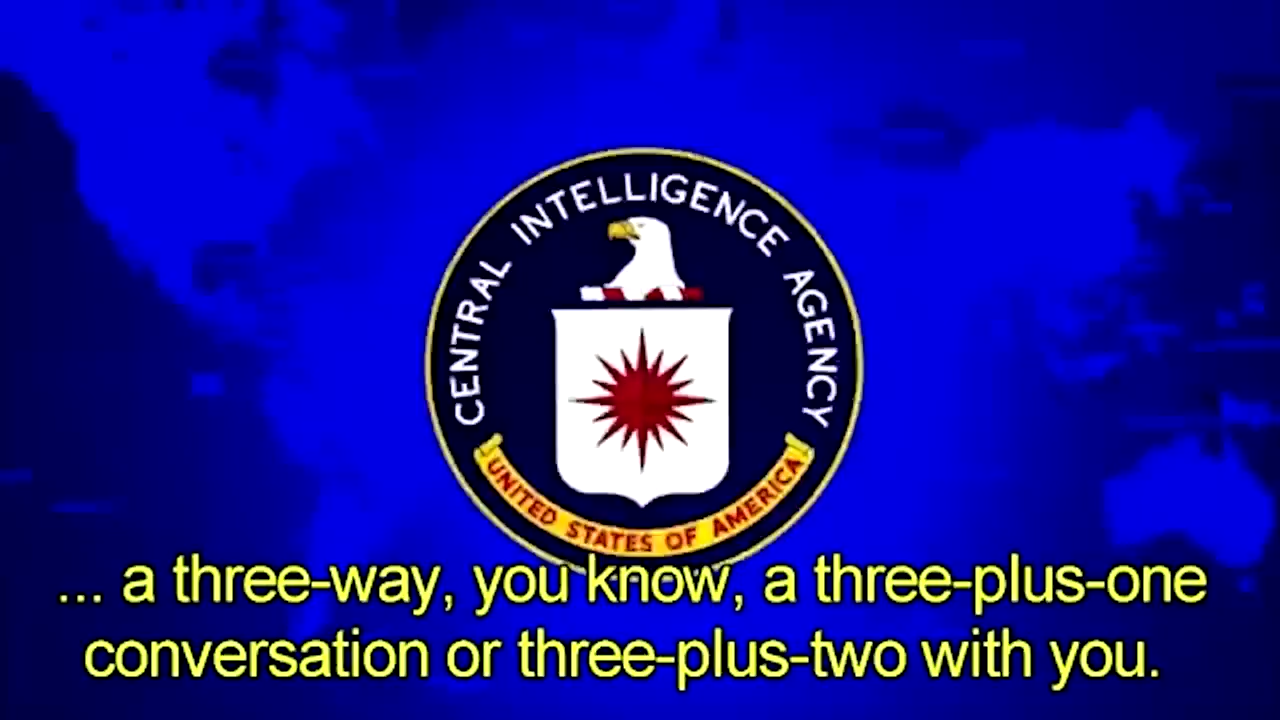 CENTRAL INTELLIGENCE AGENCY
UNITED STATES OF AMERICA
... a three-way, you know, a three-plus-one
conversation or three-plus-two with you.